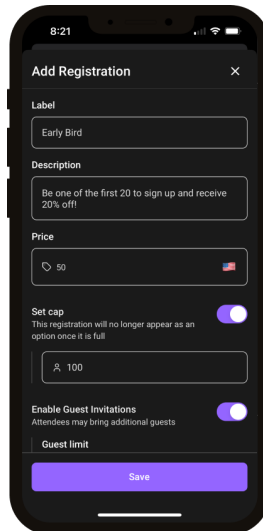 8:21
Add Registration
Label
Early Bird
Description
Be one of the first 20 to sign up and receive
20% off!
Price
50
Set cap
This registration will no longer appear as an
option once it is full
100
Enable Guest Invitations
Attendees may bring additional guests
Guest limit
Save